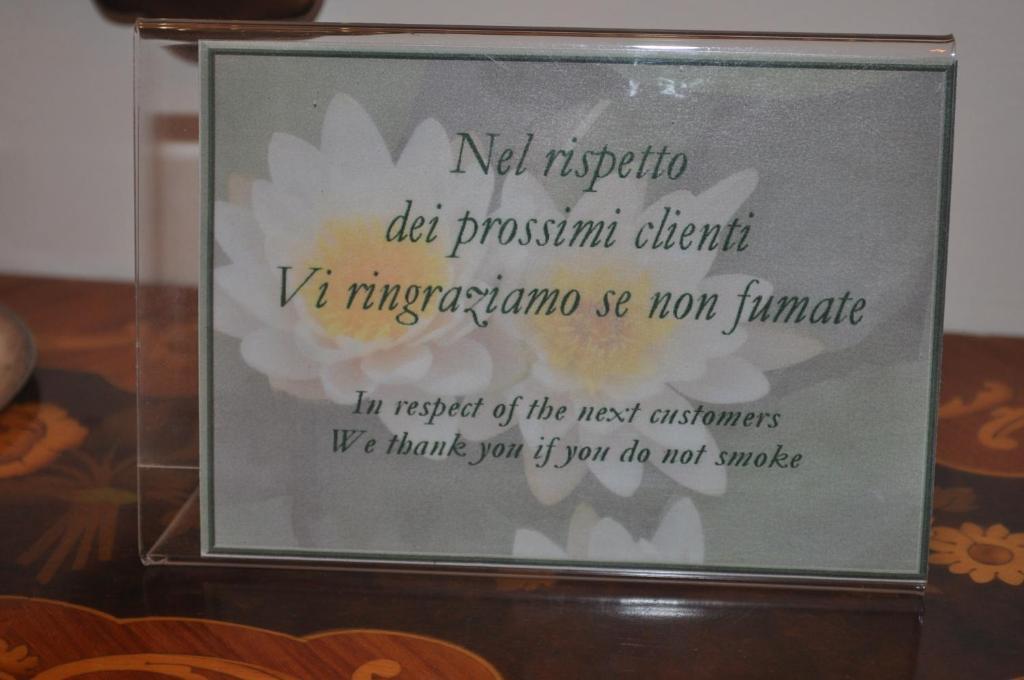 Nel rispetto
dei prossimi clienti
Vi ringraziamo se non fumate
In respect of the next customers
We thank you if you do not smoke